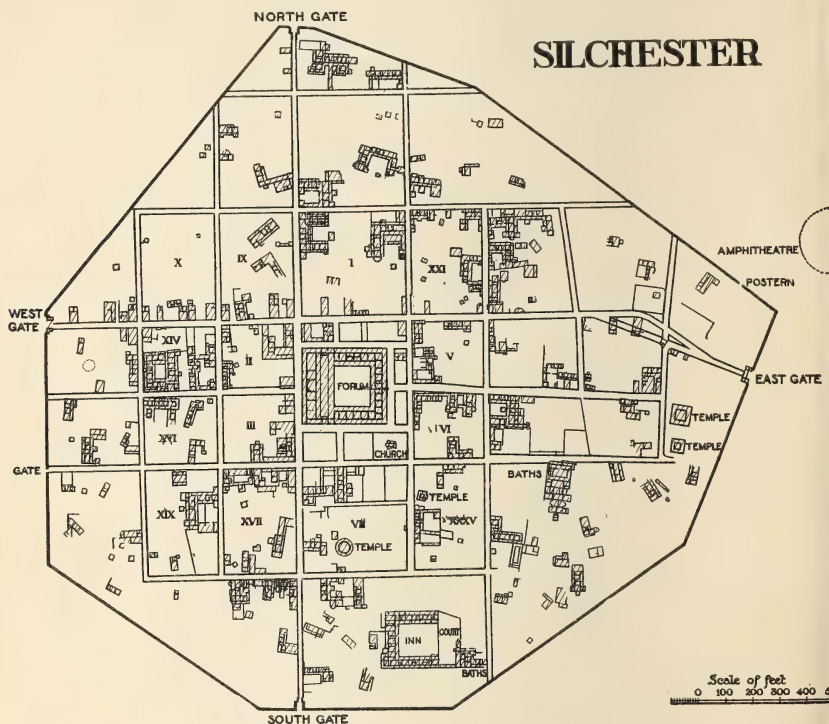 NORTH GATE
SILCHESTER
AMPHITHEATRE
POSTERN
X
IX
I
XXI
WEST
GATE
XIV
II
FORUM
V
EAST GATE
XVI
III
VI
TEMPLE
TEMPLE
CHURCH
GATE
BATHS
TEMPLE
XIX
XVII
VII
XXXV
TEMPLE
INN
COURT
BATHS
SOUTH GATE
Scale of feet
0 100 200 300 400